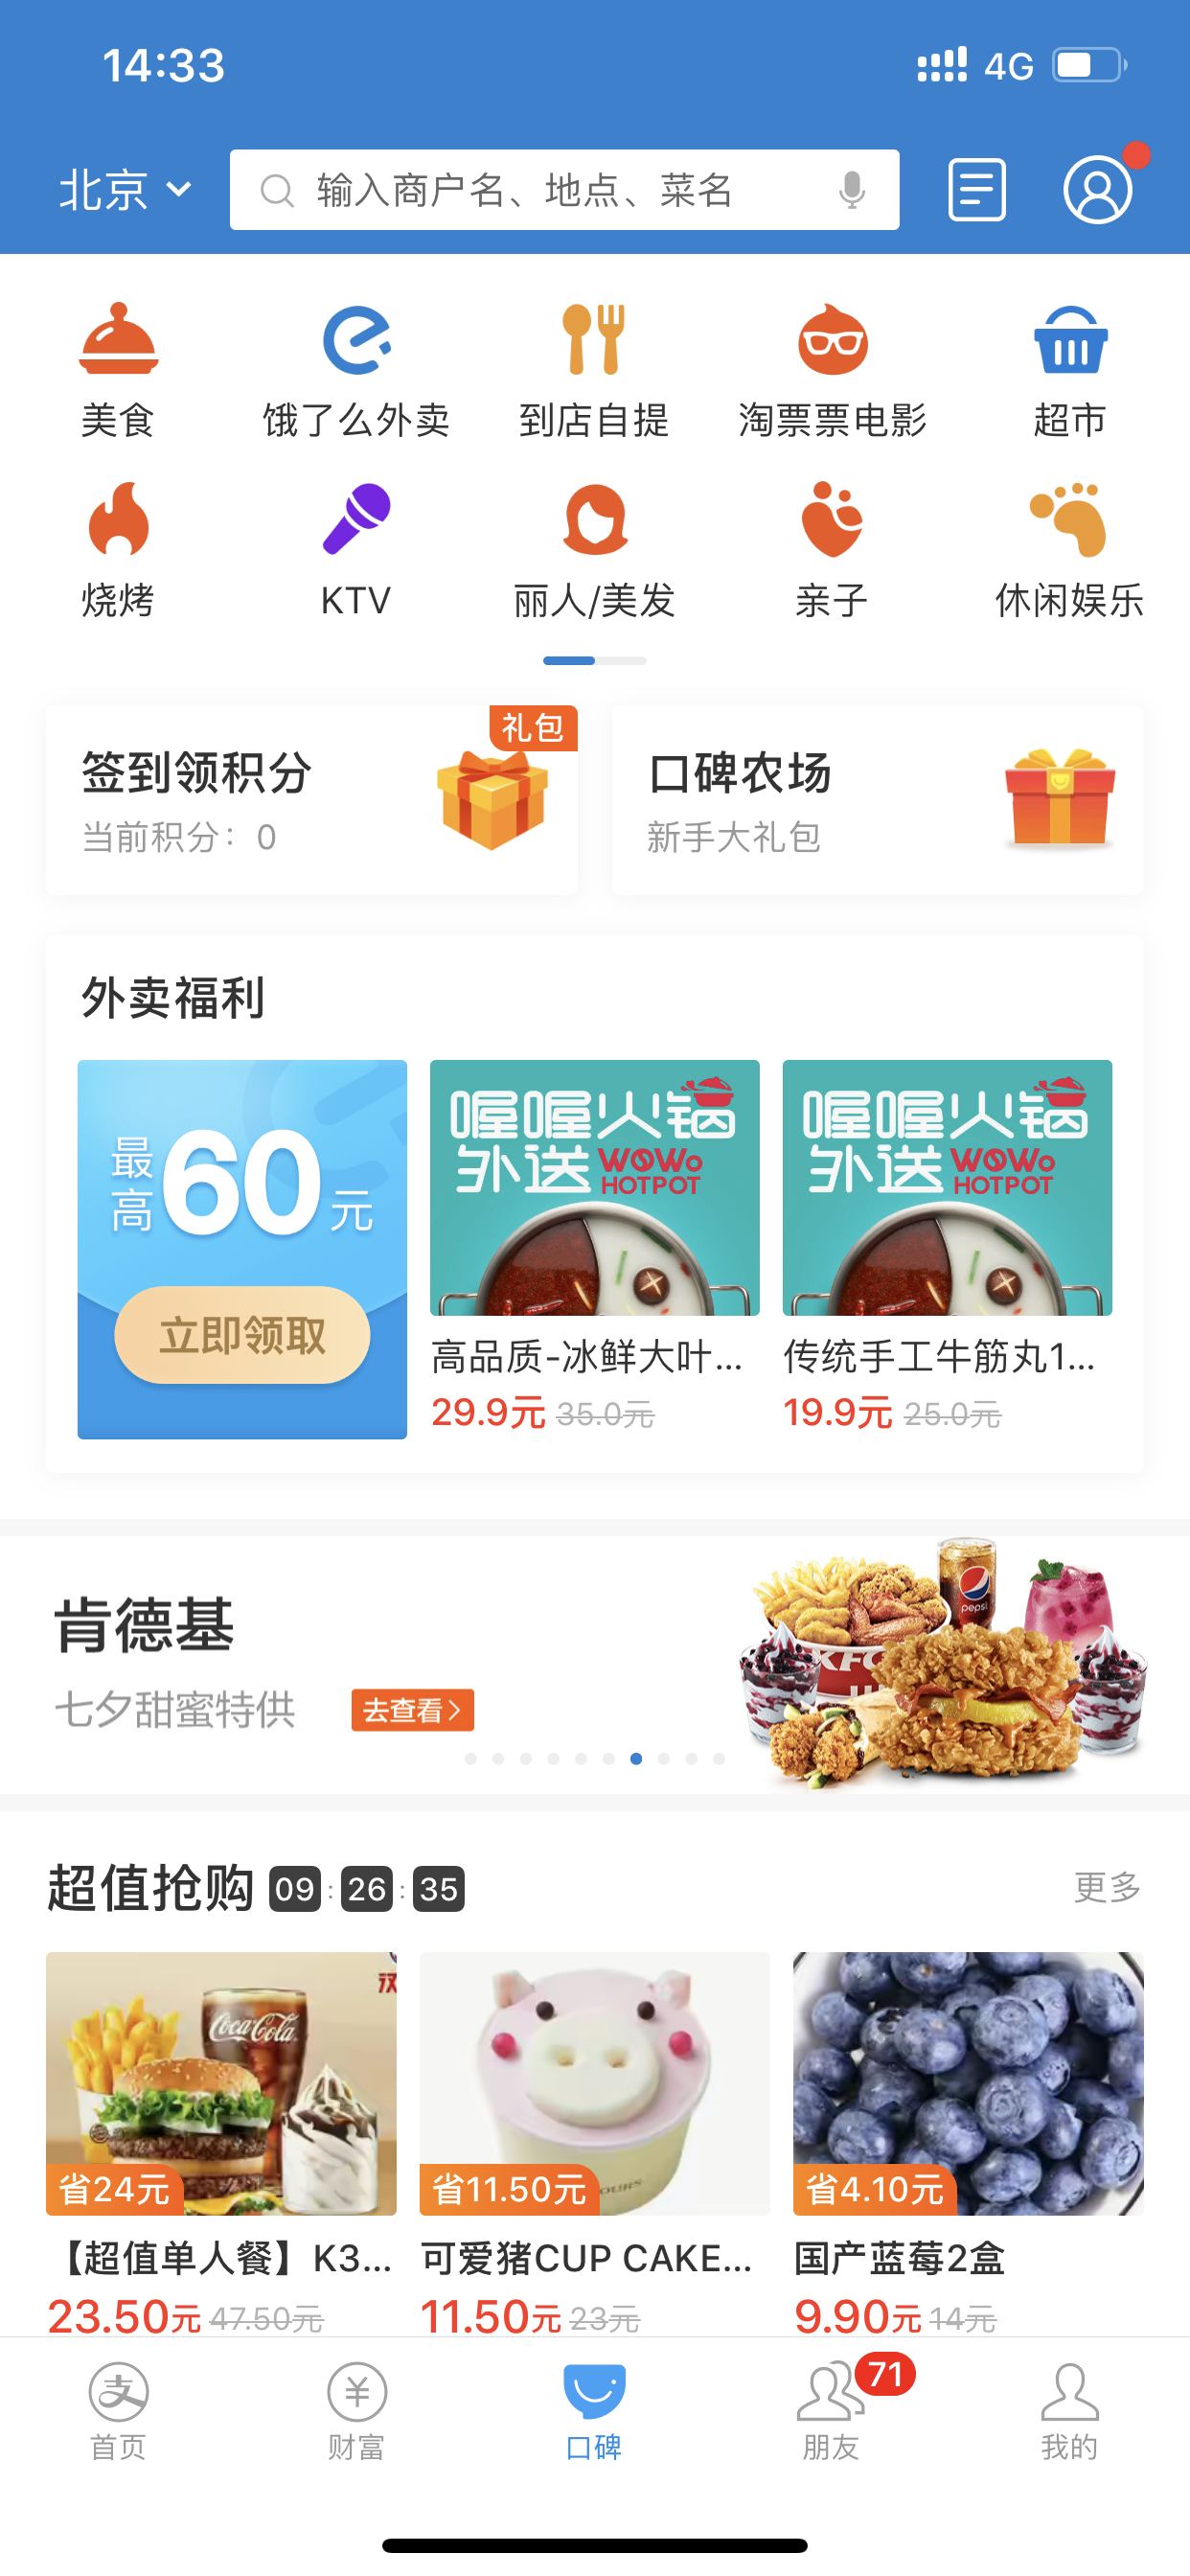 14:33
4G
北京
输入商户名、地点、菜名
美食
饿了么外卖
到店自提
淘票票电影
超市
烧烤
KTV
丽人/美发
亲子
休闲娱乐
签到领积分
礼包
当前积分：0
口碑农场
新手大礼包
外卖福利
最高60元
立即领取
喔喔火锅
外送 WOWO
HOTPOT
高品质-冰鲜大叶...
29.9元 35.0元
喔喔火锅
外送 WOWO
HOTPOT
传统手工牛筋丸1...
19.9元 25.0元
肯德基
七夕甜蜜特供
去查看
pepsi
KFC
超值抢购 09:26:35
更多
Coca-Cola
汉
省24元
省11.50元
省4.10元
【超值单人餐】K3...
可爱猪CUP CAKE...
国产蓝莓2盒
23.50元 47.50元
11.50元 23元
9.90元 14元
支
首页
¥
财富
口碑
71
朋友
我的